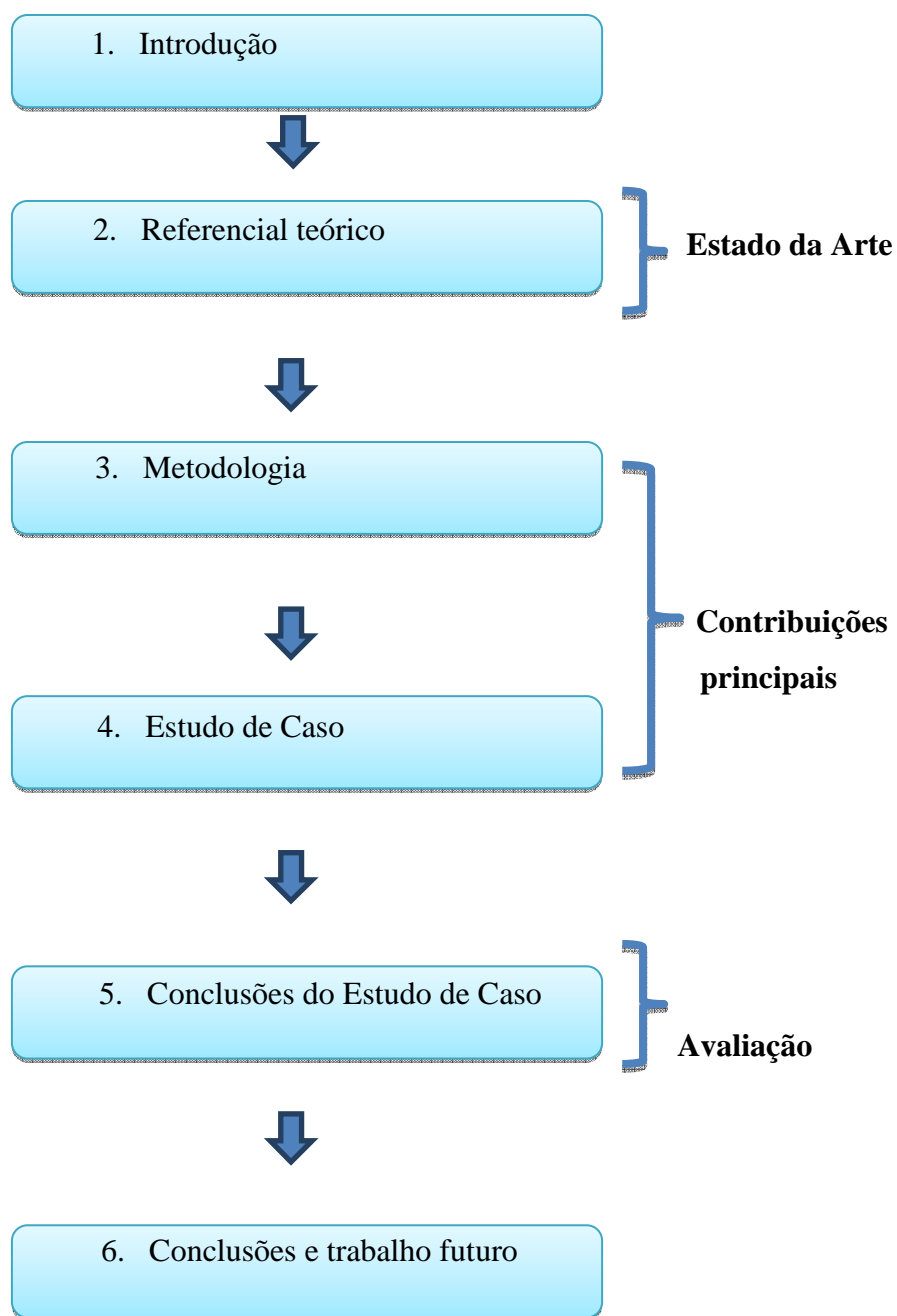 1. Introdução
2. Referencial teórico
Estado da Arte
3. Metodologia
Contribuições
principais
4. Estudo de Caso
5. Conclusões do Estudo de Caso
Avaliação
6. Conclusões e trabalho futuro